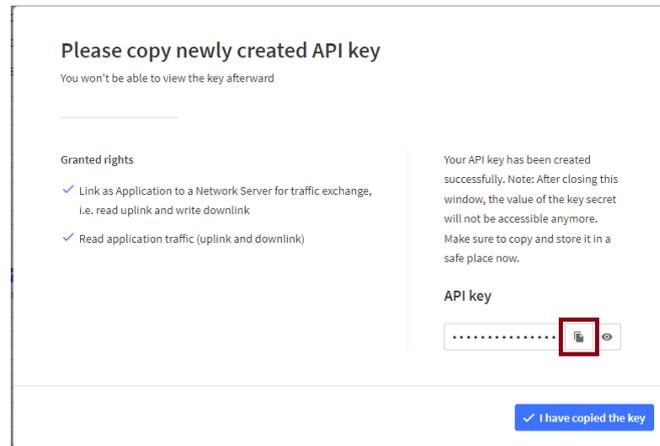 Please copy newly created API key
You won't be able to view the key afterward
Granted rights
Link as Application to a Network Server for traffic exchange,
i.e. read uplink and write downlink
Read application traffic (uplink and downlink)
Your API key has been created
successfully. Note: After closing this
window, the value of the key secret
will not be accessible anymore.
Make sure to copy and store it in a
safe place now.
API key
I have copied the key